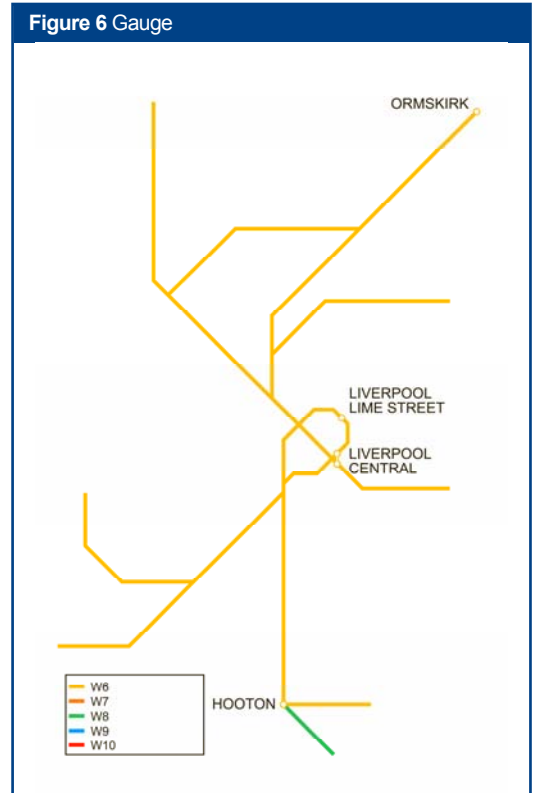 Figure 6 Gauge
ORMSKIRK
LIVERPOOL
LIME STREET
LIVERPOOL
CENTRAL
HOOTON
W6
W7
W8
W9
W10